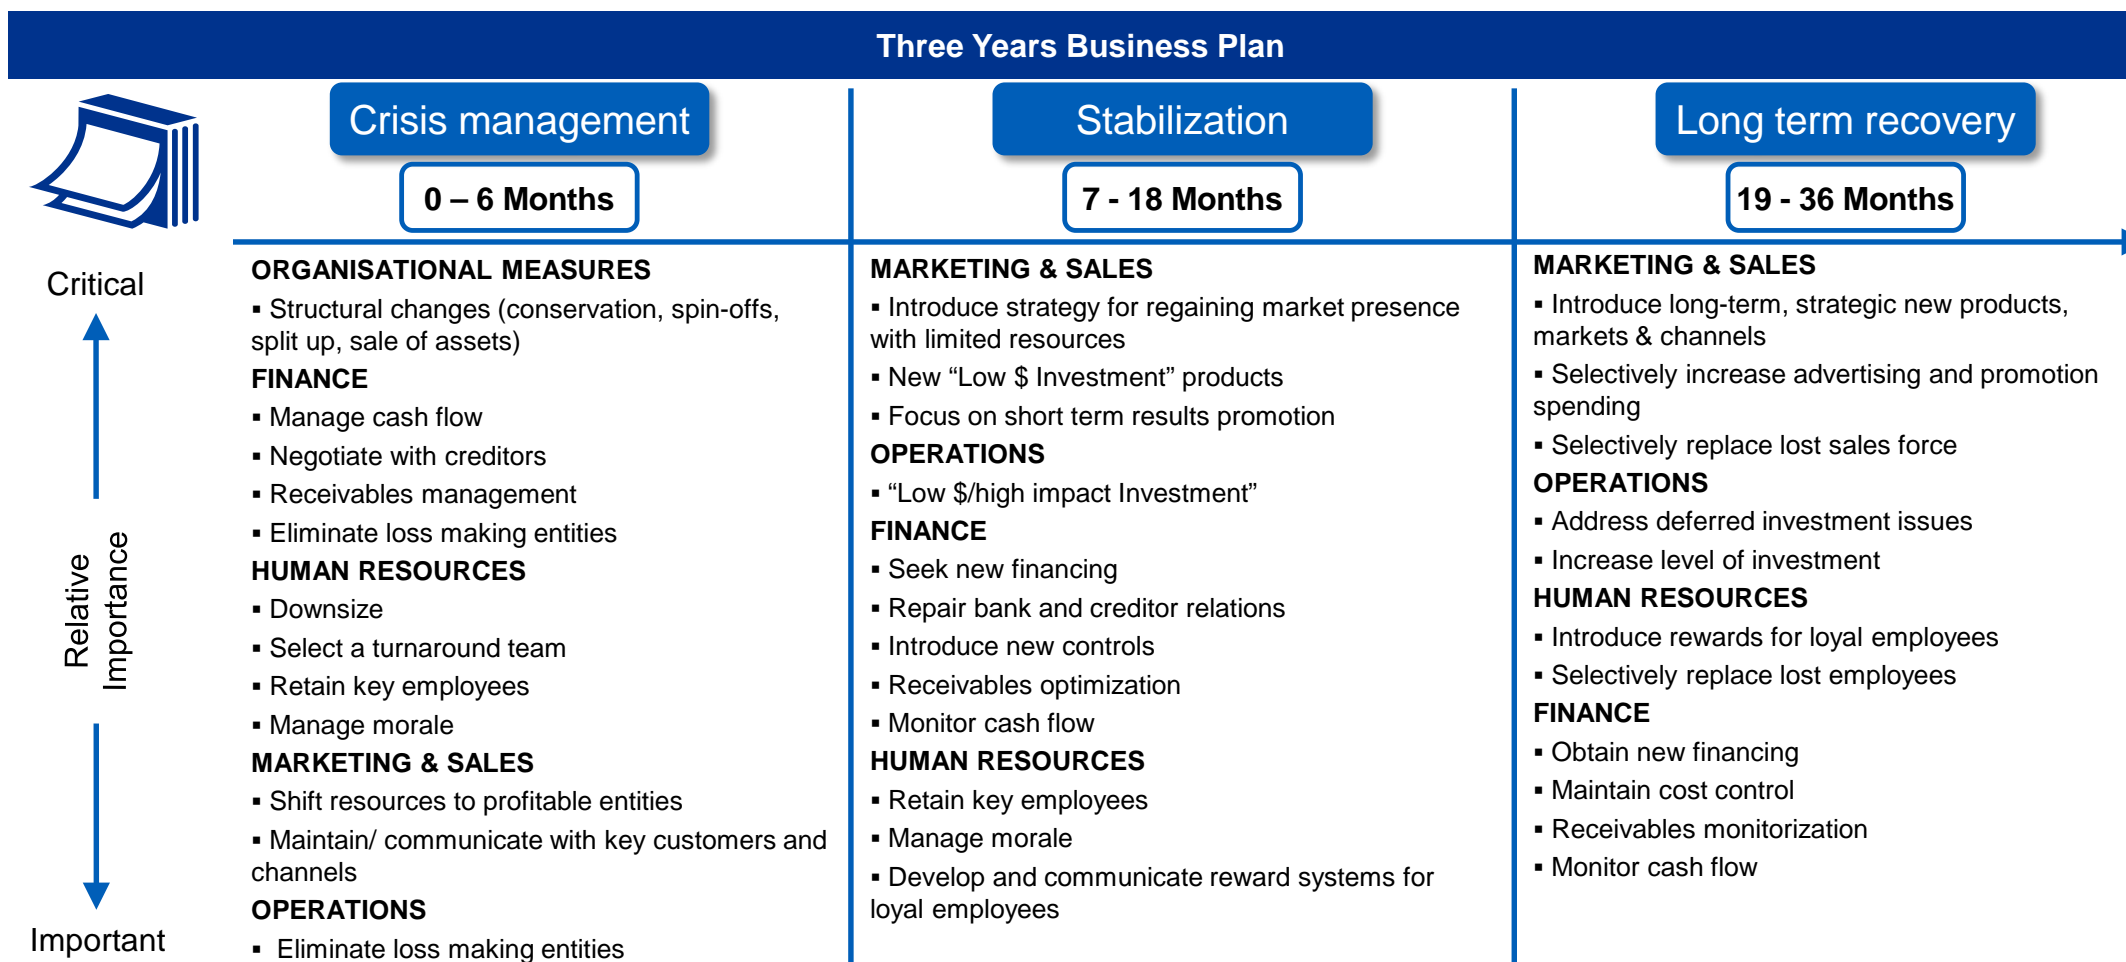 Three Years Business Plan
Crisis management
0 – 6 Months
Stabilization
7 - 18 Months
Long term recovery
19 - 36 Months
Critical
Relative
Importance
Important
ORGANISATIONAL MEASURES
▪ Structural changes (conservation, spin-offs,
split up, sale of assets)
FINANCE
▪ Manage cash flow
▪ Negotiate with creditors
▪ Receivables management
▪ Eliminate loss making entities
HUMAN RESOURCES
▪ Downsize
▪ Select a turnaround team
▪ Retain key employees
▪ Manage morale
MARKETING & SALES
▪ Shift resources to profitable entities
▪ Maintain/ communicate with key customers and
channels
OPERATIONS
▪ Eliminate loss making entities
MARKETING & SALES
▪ Introduce strategy for regaining market presence
with limited resources
▪ New “Low $ Investment” products
▪ Focus on short term results promotion
OPERATIONS
▪ “Low $/high impact Investment”
FINANCE
▪ Seek new financing
▪ Repair bank and creditor relations
▪ Introduce new controls
▪ Receivables optimization
▪ Monitor cash flow
HUMAN RESOURCES
▪ Retain key employees
▪ Manage morale
▪ Develop and communicate reward systems for
loyal employees
MARKETING & SALES
▪ Introduce long-term, strategic new products,
markets & channels
▪ Selectively increase advertising and promotion
spending
▪ Selectively replace lost sales force
OPERATIONS
▪ Address deferred investment issues
▪ Increase level of investment
HUMAN RESOURCES
▪ Introduce rewards for loyal employees
▪ Selectively replace lost employees
FINANCE
▪ Obtain new financing
▪ Maintain cost control
▪ Receivables monitorization
▪ Monitor cash flow